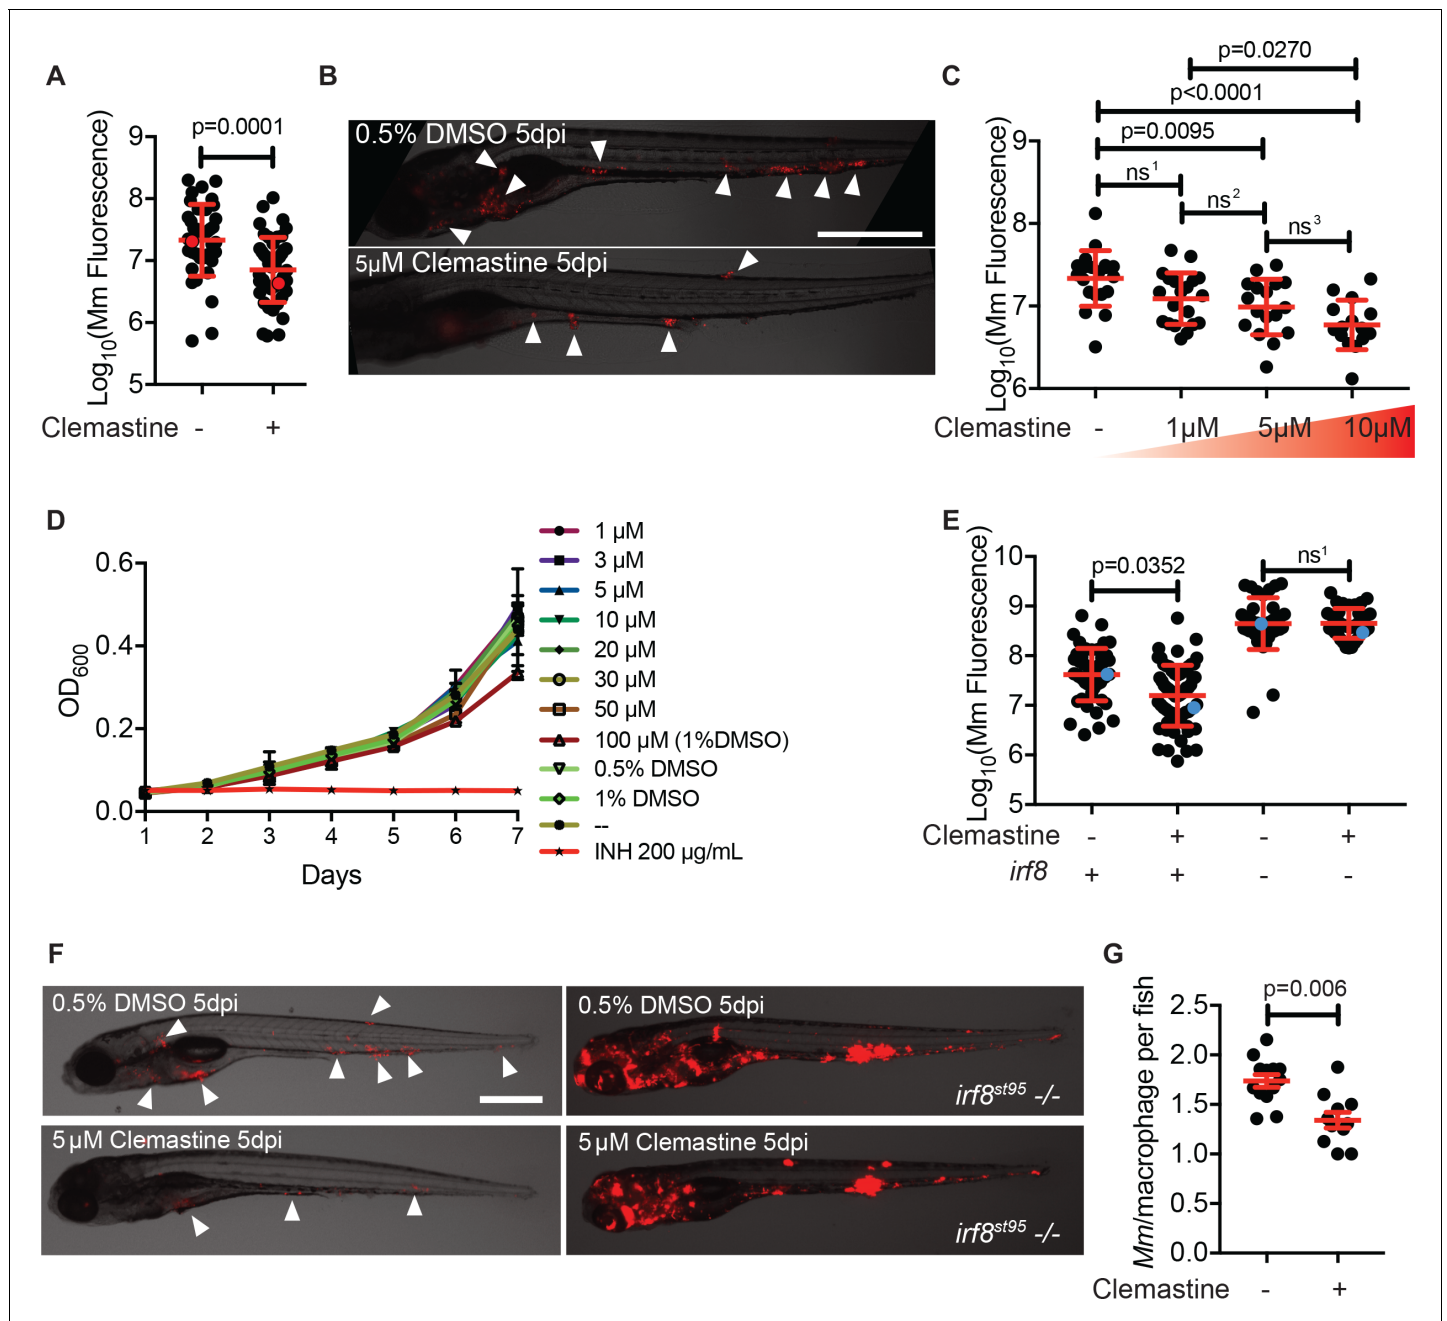 A
p=0.0001
Log10(Mm Fluorescence)
9
8
7
6
5
Clemastine - +
B
0.5% DMSO 5dpi
5µM Clemastine 5dpi
C
p=0.0270
p<0.0001
p=0.0095
ns1
ns2
ns3
Log10(Mm Fluorescence)
9
8
7
6
Clemastine - 1µM 5µM 10µM
D
OD600
0.6
0.4
0.2
0.0
1 2 3 4 5 6 7
Days
1 µM
3 µM
5 µM
10 µM
20 µM
30 µM
50 µM
100 µM (1%DMSO)
0.5% DMSO
1% DMSO
--
INH 200 µg/mL
E
p=0.0352
ns1
Log10(Mm Fluorescence)
10
9
8
7
6
5
Clemastine - + - +
irf8 + + - -
F
0.5% DMSO 5dpi
0.5% DMSO 5dpi
irf8st95 -/-
5µM Clemastine 5dpi
5µM Clemastine 5dpi
irf8st95 -/-
G
p=0.006
Mm/macrophage per fish
2.5
2.0
1.5
1.0
0.5
0.0
Clemastine - +